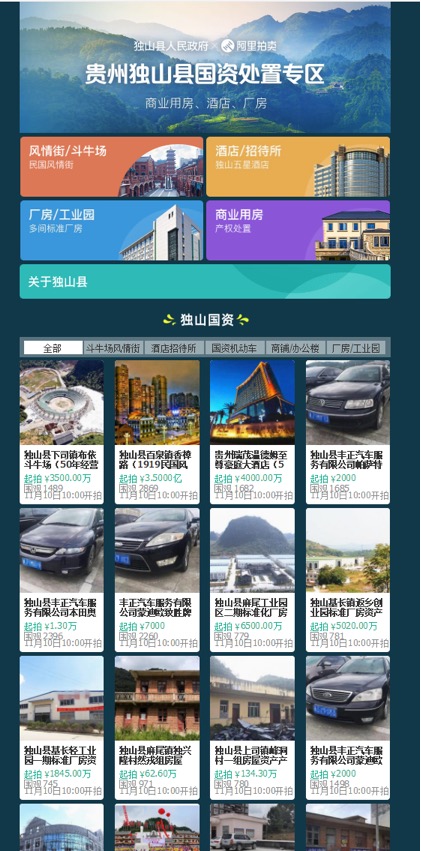 独山县人民政府 × 阿里拍卖
贵州独山县国资处置专区
商业用房、酒店、厂房
风情街/斗牛场
民国风情街
酒店/招待所
独山五星酒店
厂房/工业园
多间标准厂房
商业用房
产权处置
关于独山县
独山国资
全部
斗牛场风情街
酒店招待所
国资机动车
商铺/办公楼
厂房/工业园
独山县下司镇布依
斗牛场（50年经营
起拍 ¥3500.00万
围观 1489
11月10日10:00开拍
独山县百泉镇香樟
路（1919民国风
起拍 ¥3.5000亿
围观 2869
11月10日10:00开拍
贵州瑞茂温德姆至
尊豪庭大酒店（5
起拍 ¥4000.00万
围观 1682
11月10日10:00开拍
独山县丰正汽车服
务有限公司帕萨特
起拍 ¥2000
围观 1685
11月10日10:00开拍
独山县丰正汽车服
务有限公司本田奥
起拍 ¥1.30万
围观 2396
11月10日10:00开拍
丰正汽车服务有限
公司蒙迪欧致胜牌
起拍 ¥7000
围观 2260
11月10日10:00开拍
独山县麻尾工业园
区二期标准化厂房
起拍 ¥6500.00万
围观 779
11月10日10:00开拍
独山基长镇返乡创
业园标准厂房资产
起拍 ¥5020.00万
围观 781
11月10日10:00开拍
独山县基长轻工业
园一期标准厂房资
起拍 ¥1845.00万
围观 745
11月10日10:00开拍
独山县麻尾镇独兴
隆村然戎组房屋
起拍 ¥62.60万
围观 971
11月10日10:00开拍
独山县上司镇峰洞
村一组房屋资产产
起拍 ¥134.30万
围观 780
11月10日10:00开拍
独山县丰正汽车服
务有限公司蒙迪欧
起拍 ¥2000
围观 1498
11月10日10:00开拍